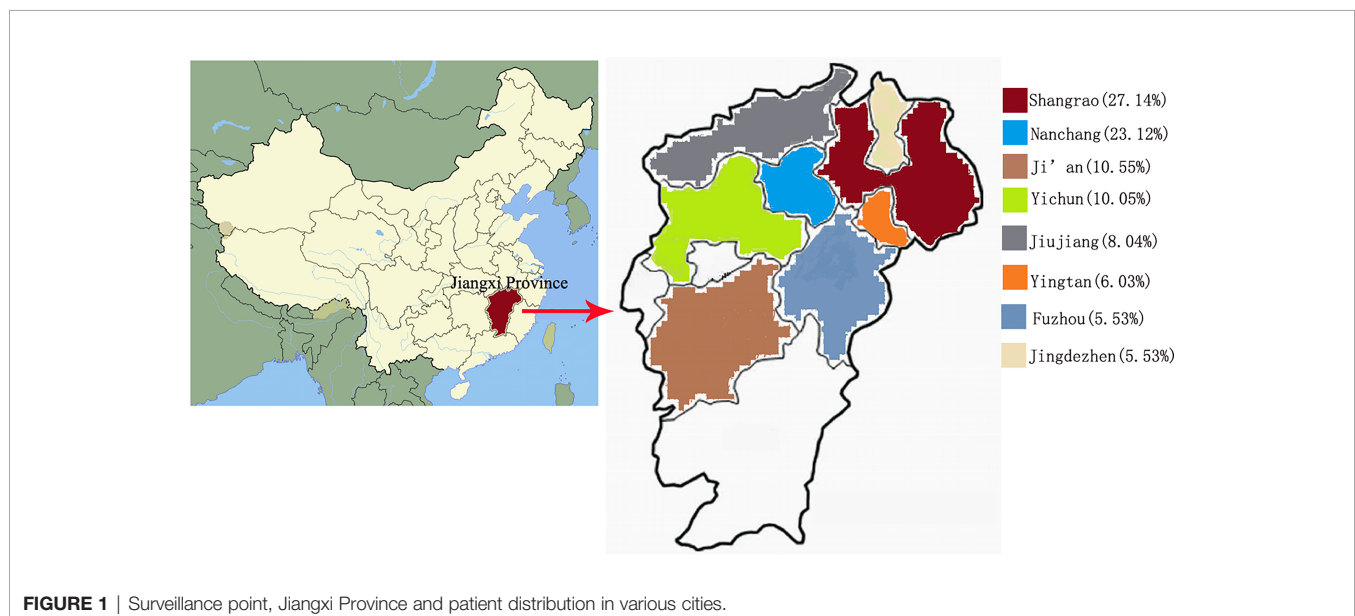 Jiangxi Province
Shangrao(27.14%)
Nanchang(23.12%)
Ji’an(10.55%)
Yichun(10.05%)
Jiujiang(8.04%)
Yingtan(6.03%)
Fuzhou(5.53%)
Jingdezhen(5.53%)
FIGURE 1 | Surveillance point, Jiangxi Province and patient distribution in various cities.